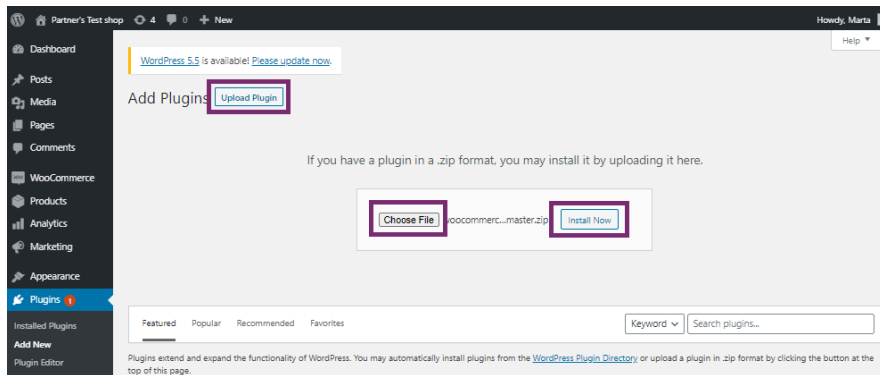 Partner's Test shop 4 0 + New Howdy, Marta
Help
Dashboard
WordPress 5.5 is available! Please update now.
Posts
Media
Add Plugins Upload Plugin
Pages
Comments
If you have a plugin in a .zip format, you may install it by uploading it here.
WooCommerce
Products
Choose File woocommerc...master.zip Install Now
Analytics
Marketing
Appearance
Plugins 1
Installed Plugins
Featured Popular Recommended Favorites Keyword Search plugins...
Add New
Plugin Editor
Plugins extend and expand the functionality of WordPress. You may automatically install plugins from the WordPress Plugin Directory or upload a plugin in .zip format by clicking the button at the
top of this page.